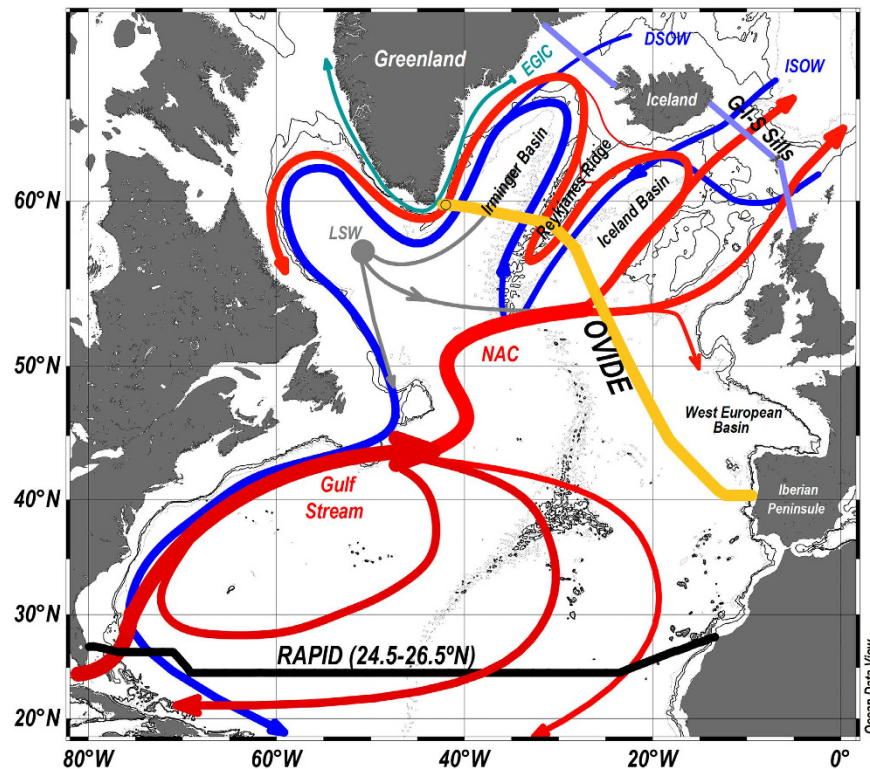 Greenland
EGIC
DSOW
ISOW
Iceland
G-I-S Sills
Irminger Basin
Reykjanes Ridge
Iceland Basin
60°N
LSW
50°N
NAC
OVIDE
West European
Basin
Gulf
Stream
Iberian
Peninsula
40°N
30°N
RAPID (24.5-26.5ºN)
20°N
Ocean Data View
80°W
60°W
40°W
20°W
0°